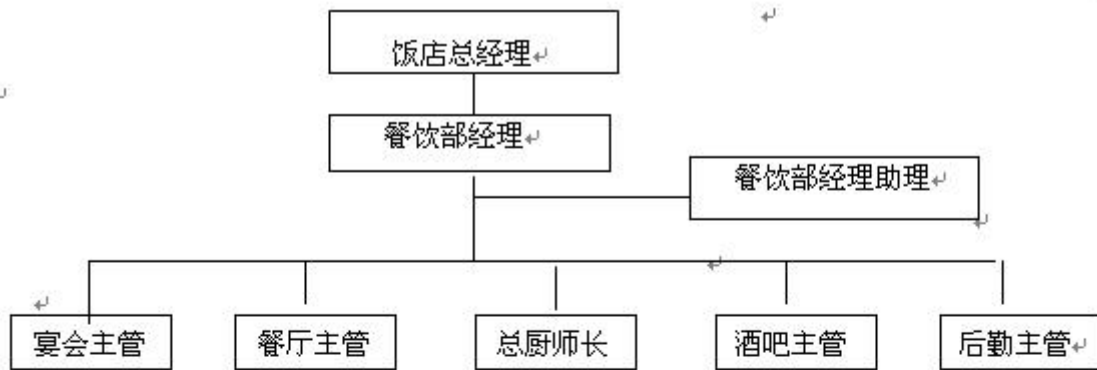 饭店总经理
餐饮部经理
餐饮部经理助理
宴会主管
餐厅主管
总厨师长
酒吧主管
后勤主管